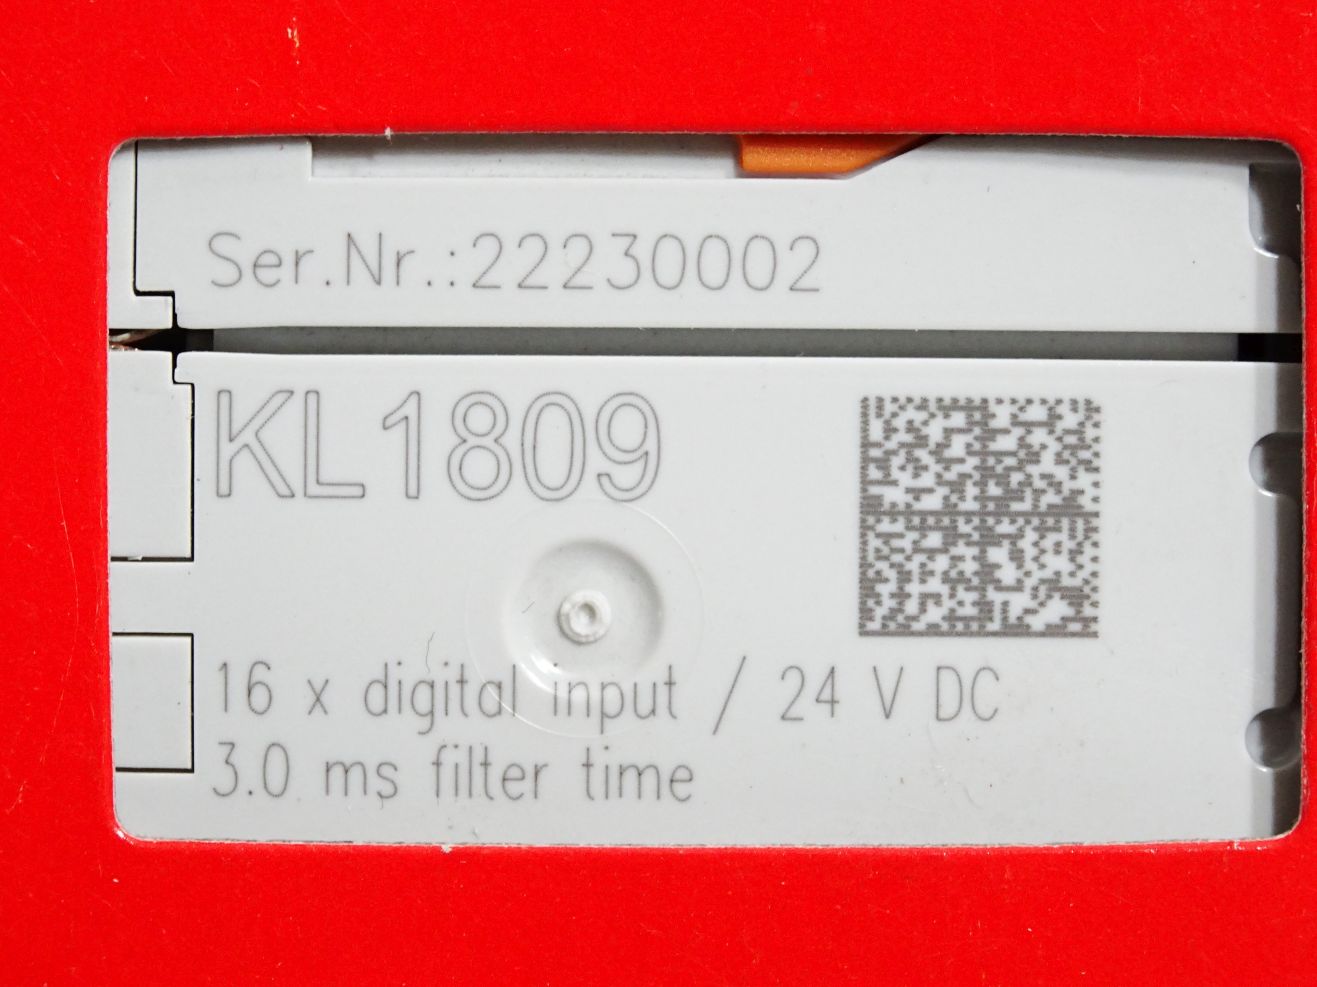 Ser.Nr.:22230002
KL1809
16 x digital input / 24 V DC
3.0 ms filter time